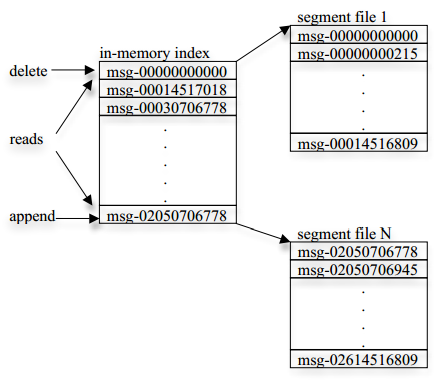 segment file 1
msg-00000000000
msg-00000000215
msg-00014516809
in-memory index
delete
msg-00000000000
msg-00014517018
msg-00030706778
reads
append
msg-02050706778
segment file N
msg-02050706778
msg-02050706945
msg-02614516809